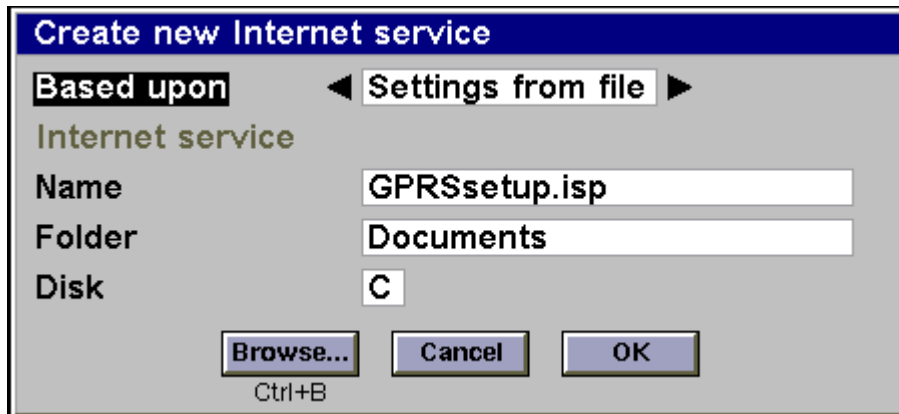 Create new Internet service
Based upon Settings from file
Internet service
Name GPRSsetup.isp
Folder Documents
Disk C
Browse... Cancel OK
Ctrl+B